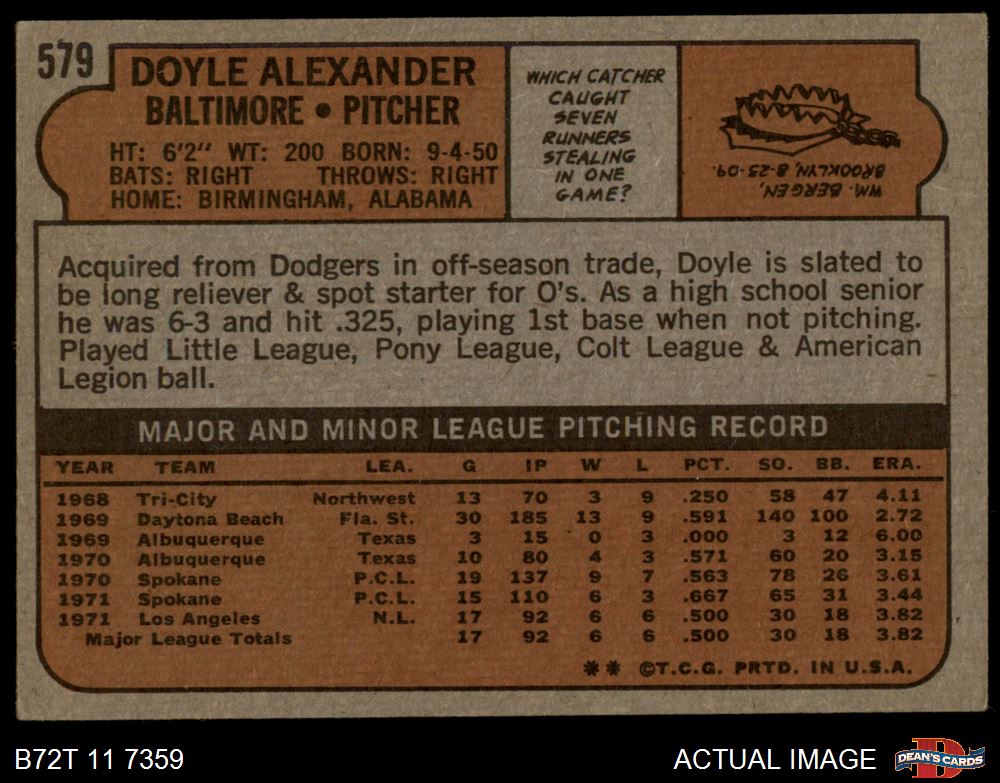 579
DOYLE ALEXANDER
BALTIMORE • PITCHER
HT: 6'2" WT: 200 BORN: 9-4-50
BATS: RIGHT THROWS: RIGHT
HOME: BIRMINGHAM, ALABAMA
WHICH CATCHER
CAUGHT
SEVEN
RUNNERS
STEALING
IN ONE
GAME?
WM. BERGEN,
BROOKLYN, 8-23-09.
Acquired from Dodgers in off-season trade, Doyle is slated to
be long reliever & spot starter for O's. As a high school senior
he was 6-3 and hit .325, playing 1st base when not pitching.
Played Little League, Pony League, Colt League & American
Legion ball.
MAJOR AND MINOR LEAGUE PITCHING RECORD
YEAR TEAM LEA. G IP W L PCT. SO. BB. ERA.
1968 Tri-City Northwest 13 70 3 9 .250 58 47 4.11
1969 Daytona Beach Fla. St. 30 185 13 9 .591 140 100 2.72
1969 Albuquerque Texas 3 15 0 3 .000 3 12 6.00
1970 Albuquerque Texas 10 80 4 3 .571 60 20 3.15
1970 Spokane P.C.L. 19 137 9 7 .563 78 26 3.61
1971 Spokane P.C.L. 15 110 6 3 .667 65 31 3.44
1971 Los Angeles N.L. 17 92 6 6 .500 30 18 3.82
Major League Totals 17 92 6 6 .500 30 18 3.82
** ©T.C.G. PRTD. IN U.S.A.
B72T 11 7359
ACTUAL IMAGE
D
DEAN'S CARDS